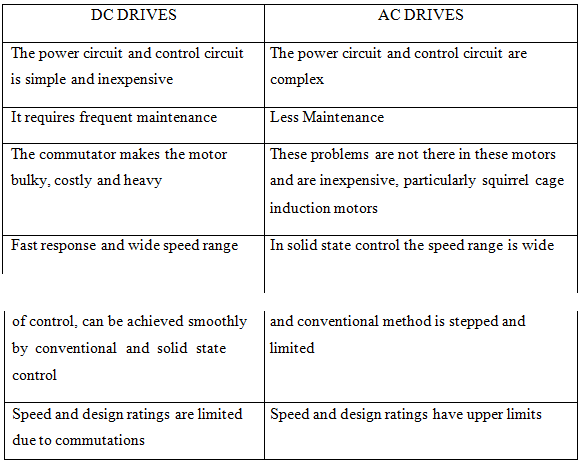 DC DRIVES
AC DRIVES
The power circuit and control circuit
is simple and inexpensive
The power circuit and control circuit are
complex
It requires frequent maintenance
Less Maintenance
The commutator makes the motor
bulky, costly and heavy
These problems are not there in these motors
and are inexpensive, particularly squirrel cage
induction motors
Fast response and wide speed range
In solid state control the speed range is wide
of control, can be achieved smoothly
by conventional and solid state
control
and conventional method is stepped and
limited
Speed and design ratings are limited
due to commutations
Speed and design ratings have upper limits